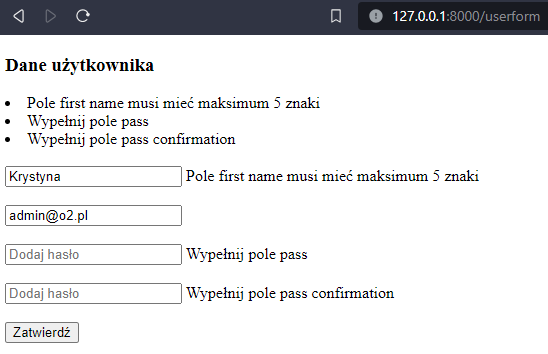 127.0.0.1:8000/userform
Dane użytkownika
Pole first name musi mieć maksimum 5 znaki
Wypełnij pole pass
Wypełnij pole pass confirmation
Krystyna Pole first name musi mieć maksimum 5 znaki
admin@o2.pl
Dodaj hasło Wypełnij pole pass
Dodaj hasło Wypełnij pole pass confirmation
Zatwierdź